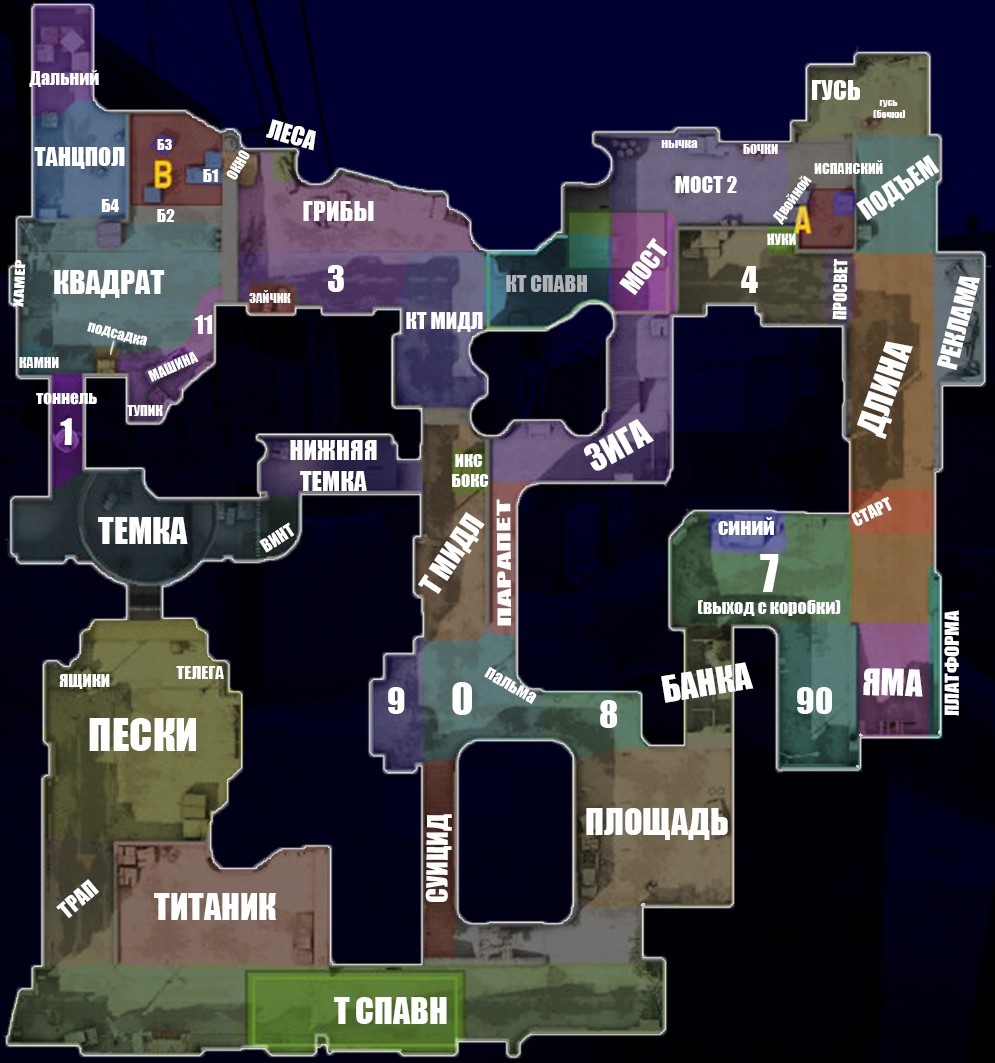 Дальний
ТАНЦПОЛ
Б3
В
Б1
Б4
Б2
ОКНО
ЛЕСА
ГРИБЫ
3
ЗАЙЧИК
КВАДРАТ
ХАМЕР
11
подсадка
МАШИНА
КАМНИ
ТУПИК
тоннель
1
КТ МИДЛ
КТ СПАВН
МОСТ
нычка
БОЧКИ
МОСТ 2
ГУСЬ
гусь
(бочки)
ИСПАНСКИЙ
ПОДЪЕМ
Двойной
А
НУКИ
4
ПРОСВЕТ
РЕКЛАМА
ДЛИНА
СТАРТ
ЗИГА
НИЖНЯЯ
ТЕМКА
ИКС
БОКС
Т МИДЛ
ПАРАПЕТ
ТЕМКА
ВИНТ
СИНИЙ
7
(выход с коробки)
ПЛАТФОРМА
ЯМА
90
БАНКА
пальма
9
0
8
ЯЩИКИ
ТЕЛЕГА
ПЕСКИ
ПЛОЩАДЬ
СУИЦИД
ТРАП
ТИТАНИК
Т СПАВН